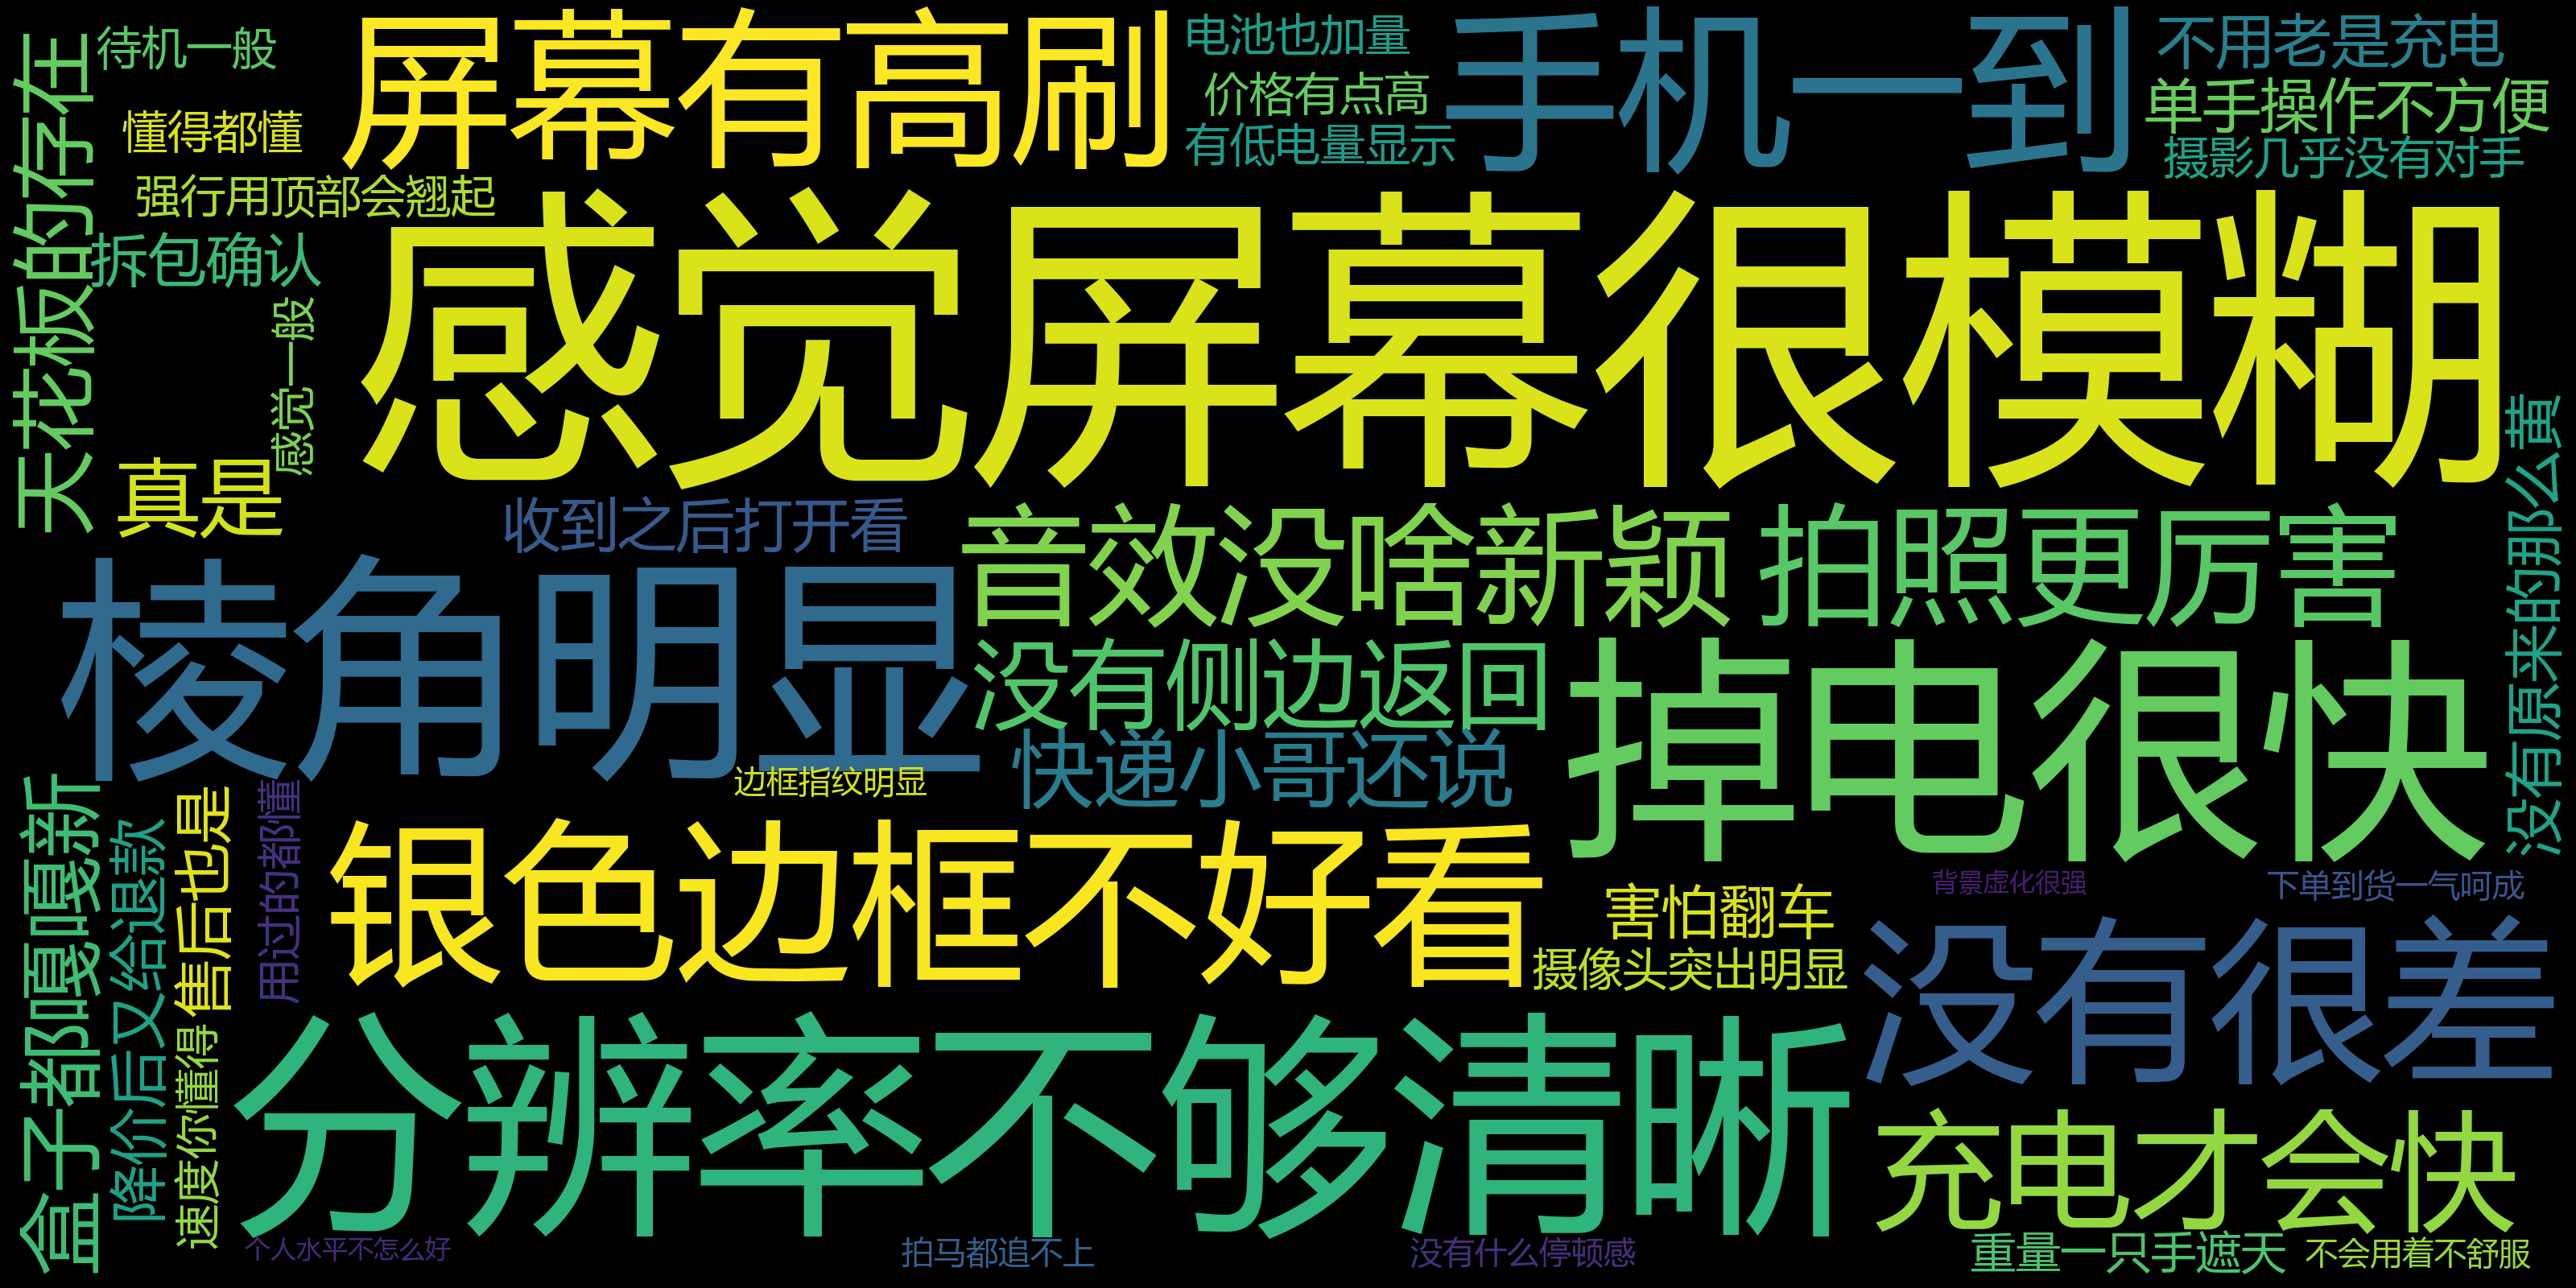 天花板的存在
待机一般
懂得都懂
强行用顶部会翘起
拆包确认
感觉一般
真是
屏幕有高刷
电池也加量
价格有点高
有低电量显示
手机一到
不用老是充电
单手操作不方便
摄影几乎没有对手
感觉屏幕很模糊
收到之后打开看
音效没啥新颖
拍照更厉害
没有原来的那么黄
棱角明显
没有侧边返回
掉电很快
快递小哥还说
边框指纹明显
盒子都嘎嘎新
降价后又给退款
售后也是
速度你懂得
用过的都懂
银色边框不好看
背景虚化很强
下单到货一气呵成
害怕翻车
摄像头突出明显
没有很差
分辨率不够清晰
充电才会快
个人水平不怎么好
拍马都追不上
没有什么停顿感
重量一只手遮天
不会用着不舒服